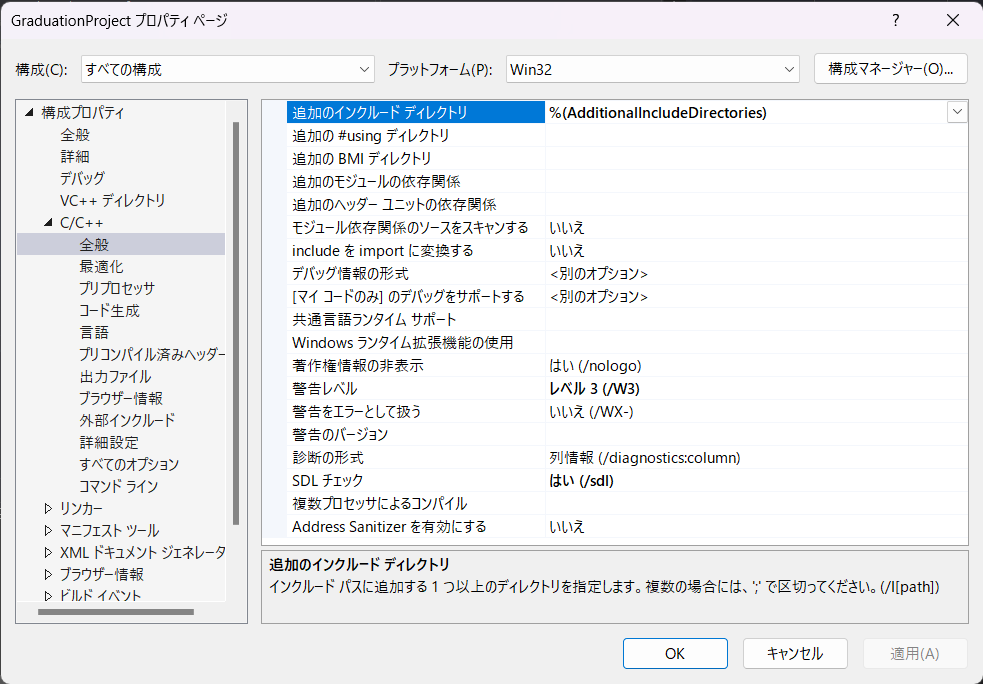 GraduationProject プロパティ ページ
構成(C): すべての構成 プラットフォーム(P): Win32 構成マネージャー(O)...
構成プロパティ
全般
詳細
デバッグ
VC++ ディレクトリ
C/C++
全般
最適化
プリプロセッサ
コード生成
言語
プリコンパイル済みヘッダー
出力ファイル
ブラウザー情報
外部インクルード
詳細設定
すべてのオプション
コマンド ライン
リンカー
マニフェスト ツール
XML ドキュメント ジェネレータ
ブラウザー情報
ビルド イベント
追加のインクルード ディレクトリ %(AdditionalIncludeDirectories)
追加の #using ディレクトリ
追加の BMI ディレクトリ
追加のモジュールの依存関係
追加のヘッダー ユニットの依存関係
モジュール依存関係のソースをスキャンする いいえ
include を import に変換する いいえ
デバッグ情報の形式 <別のオプション>
[マイ コードのみ] のデバッグをサポートする <別のオプション>
共通言語ランタイム サポート
Windows ランタイム拡張機能の使用
著作権情報の非表示 はい (/nologo)
警告レベル レベル 3 (/W3)
警告をエラーとして扱う いいえ (/WX-)
警告のバージョン
診断の形式 列情報 (/diagnostics:column)
SDL チェック はい (/sdl)
複数プロセッサによるコンパイル
Address Sanitizer を有効にする いいえ
追加のインクルード ディレクトリ
インクルード パスに追加する 1 つ以上のディレクトリを指定します。複数の場合には、';' で区切ってください。(/I[path])
OK キャンセル 適用(A)